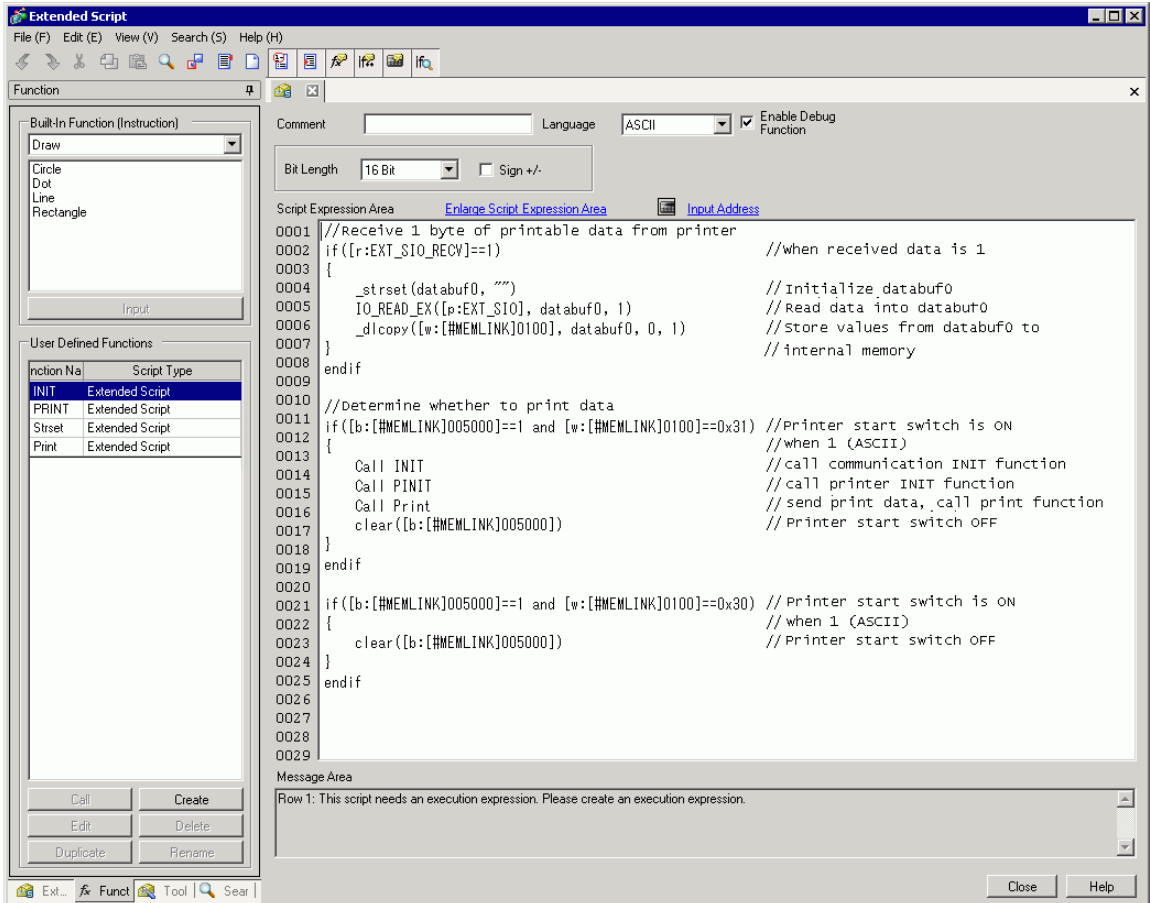 Extended Script
File (F) Edit (E) View (V) Search (S) Help (H)
Function
Built-In Function (Instruction)
Draw
Circle
Dot
Line
Rectangle
Input
User Defined Functions
nction Na Script Type
INIT Extended Script
PRINT Extended Script
Strset Extended Script
Print Extended Script
Call Create
Edit Delete
Duplicate Rename
Ext... fx Funct Tool Sear
Comment Language ASCII Enable Debug Function
Bit Length 16 Bit Sign +/-
Script Expression Area Enlarge Script Expression Area Input Address
0001 //Receive 1 byte of printable data from printer
0002 if([r:EXT_SIO_RECV]==1) //when received data is 1
0003 {
0004 _strset(databuf0, "") // Initialize databuf0
0005 IO_READ_EX([p:EXT_SIO], databuf0, 1) // Read data into databuf0
0006 _dlcopy([w:[#MEMLINK]0100], databuf0, 0, 1) // Store values from databuf0 to
0007 } // internal memory
0008 endif
0009
0010 //Determine whether to print data
0011 if([b:[#MEMLINK]005000]==1 and [w:[#MEMLINK]0100]==0x31) //Printer start switch is ON
0012 { //when 1 (ASCII)
0013 Call INIT //call communication INIT function
0014 Call PINIT // call printer INIT function
0015 Call Print // send print data, call print function
0016 clear([b:[#MEMLINK]005000]) // Printer start switch OFF
0017 }
0018 endif
0019
0020
0021 if([b:[#MEMLINK]005000]==1 and [w:[#MEMLINK]0100]==0x30) // Printer start switch is ON
0022 { // when 1 (ASCII)
0023 clear([b:[#MEMLINK]005000]) // Printer start switch OFF
0024 }
0025 endif
0026
0027
0028
0029
Message Area
Row 1: This script needs an execution expression. Please create an execution expression.
Close Help